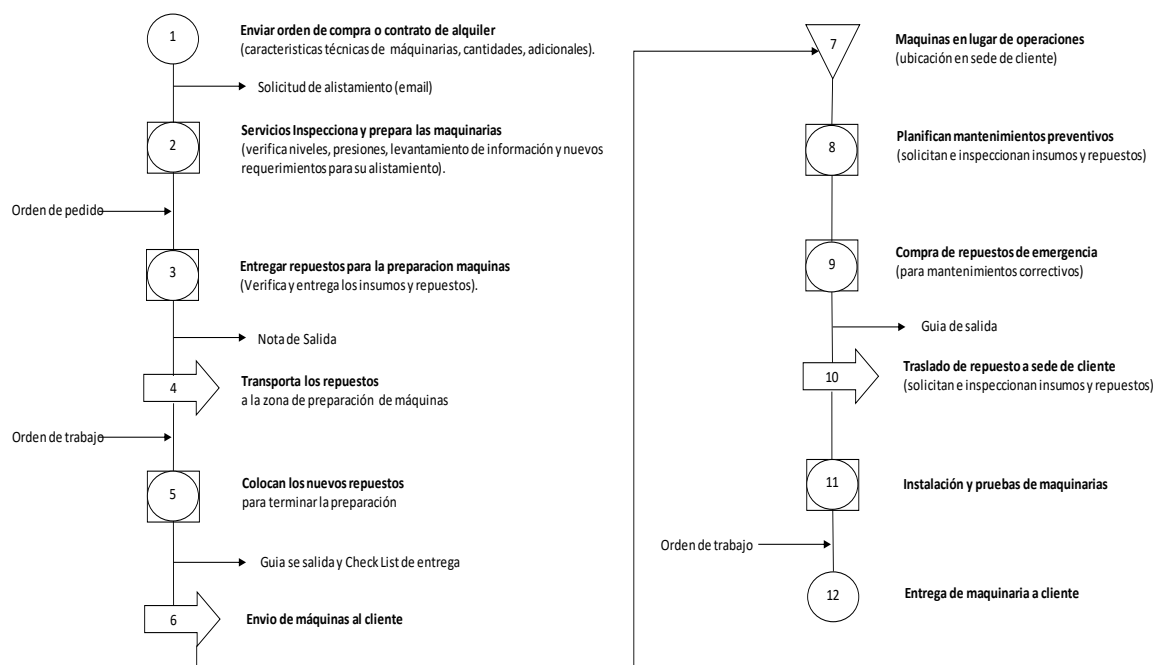 1
Enviar orden de compra o contrato de alquiler
(caracteristicas técnicas de máquinarias, cantidades, adicionales).
Solicitud de alistamiento (email)
2
Servicios Inspecciona y prepara las maquinarias
(verifica niveles, presiones, levantamiento de información y nuevos
requerimientos para su alistamiento).
Orden de pedido
3
Entregar repuestos para la preparacion maquinas
(Verifica y entrega los insumos y repuestos).
Nota de Salida
4
Transporta los repuestos
a la zona de preparación de máquinas
Orden de trabajo
5
Colocan los nuevos repuestos
para terminar la preparación
Guia se salida y Check List de entrega
6
Envio de máquinas al cliente
7
Maquinas en lugar de operaciones
(ubicación en sede de cliente)
8
Planifican mantenimientos preventivos
(solicitan e inspeccionan insumos y repuestos)
9
Compra de repuestos de emergencia
(para mantenimientos correctivos)
Guia de salida
10
Traslado de repuesto a sede de cliente
(solicitan e inspeccionan insumos y repuestos)
11
Instalación y pruebas de maquinarias
Orden de trabajo
12
Entrega de maquinaria a cliente